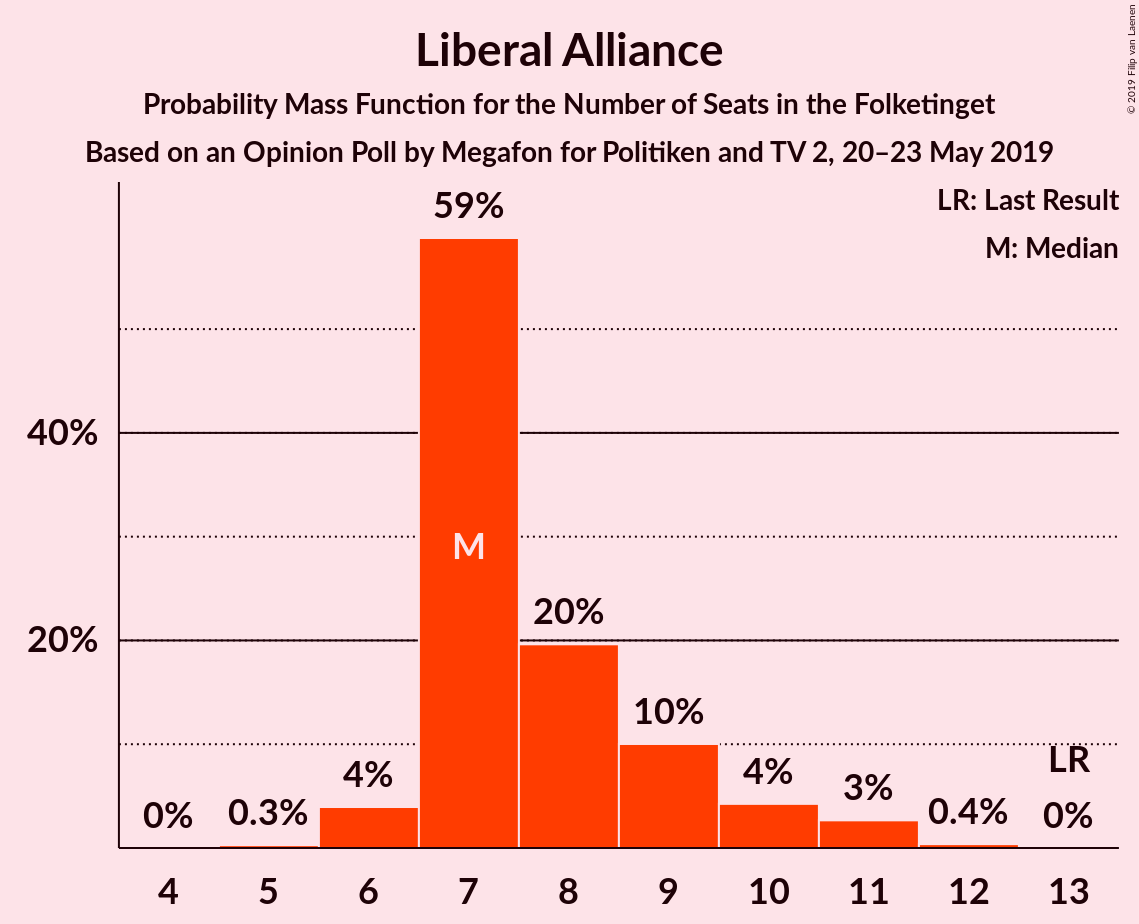 Liberal Alliance
Probability Mass Function for the Number of Seats in the Folketinget
Based on an Opinion Poll by Megafon for Politiken and TV 2, 20–23 May 2019
© 2019 Filip van Laenen
LR: Last Result
M: Median
59%
40%
M
20%
20%
10%
LR
0%
0.3%
4%
4%
3%
0.4%
0%
4 5 6 7 8 9 10 11 12 13